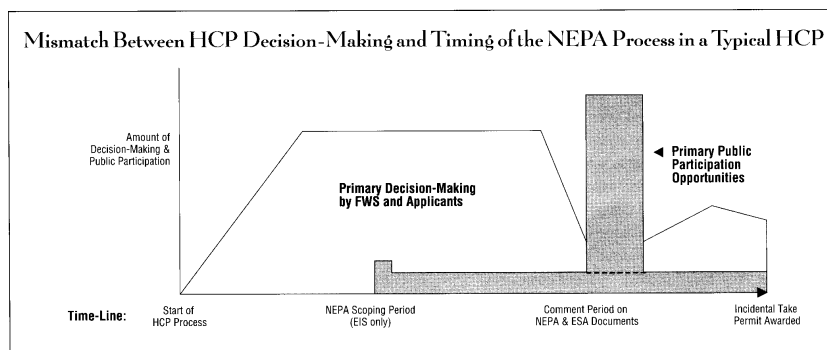 Mismatch Between HCP Decision-Making and Timing of the NEPA Process in a Typical HCP
Amount of
Decision-Making &
Public Participation
Primary Decision-Making
by FWS and Applicants
Primary Public
Participation
Opportunities
Time-Line:
Start of
HCP Process
NEPA Scoping Period
(EIS only)
Comment Period on
NEPA & ESA Documents
Incidental Take
Permit Awarded